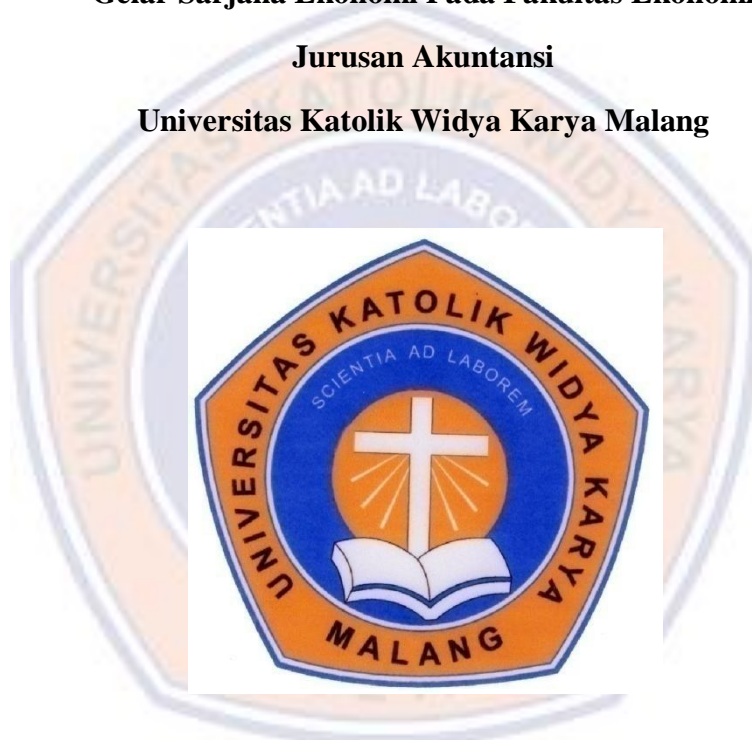 Gelar Sarjana Ekonomi Pada Fakultas Ekonomi
Jurusan Akuntansi
Universitas Katolik Widya Karya Malang
UNIVERSITAS KATOLIK WIDYA KARYA
SCIENTIA AD LABOREM
MALANG